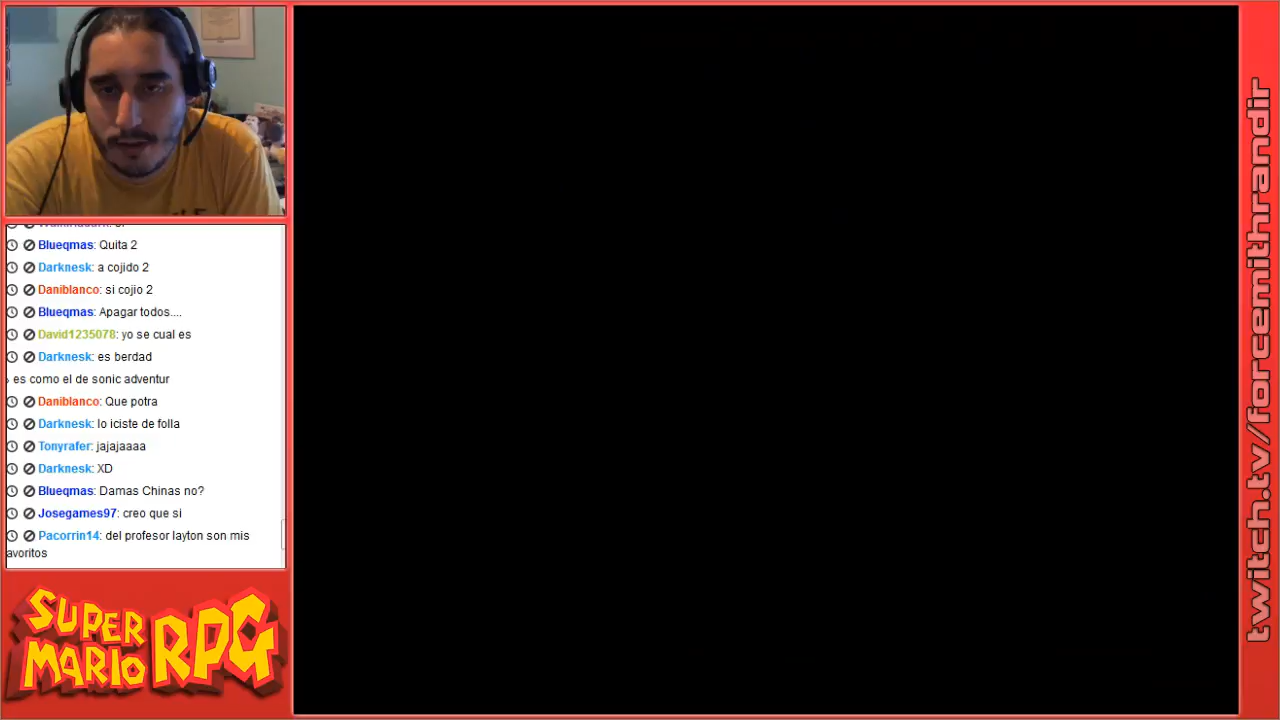 Blueqmas: Quita 2
Darknesk: a cojido 2
Daniblanco: si cojio 2
Blueqmas: Apagar todos....
David1235078: yo se cual es
Darknesk: es berdad
es como el de sonic adventur
Daniblanco: Que potra
Darknesk: lo iciste de folla
Tonyrafer: jajajaaaa
Darknesk: XD
Blueqmas: Damas Chinas no?
Josegames97: creo que si
Pacorrin14: del profesor layton son mis
avoritos
SUPER
MARIO RPG
twitch.tv/forcemithrandir